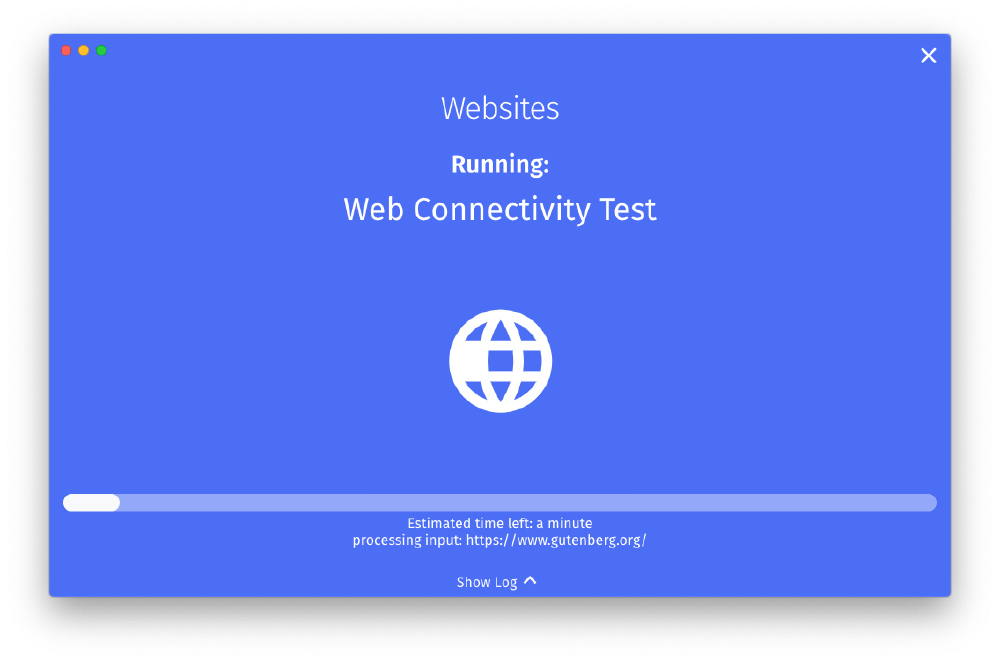 Websites
Running:
Web Connectivity Test
Estimated time left: a minute
processing input: https://www.gutenberg.org/
Show Log